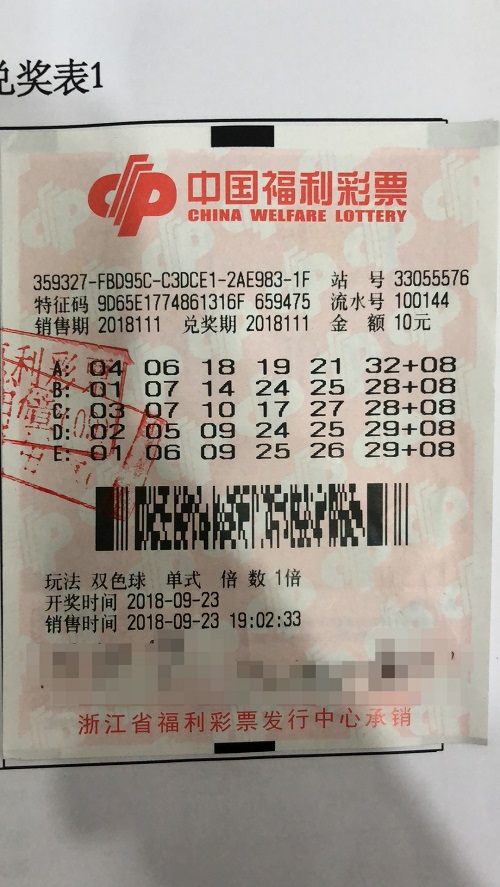 奖表1
中国福利彩票
CHINA WELFARE LOTTERY
359327-FBD95C-C3DCE1-2AE983-1F 站 号 33055576
特征码 9D65E1774861316F 659475 流水号 100144
销售期 2018111 兑奖期 2018111 金 额 10元
A: 04 06 18 19 21 32+08
B: 01 07 14 24 25 28+08
C: 03 07 10 17 27 28+08
D: 02 05 09 24 25 29+08
E: 01 06 09 25 26 29+08
福利彩票
玩法 双色球 单式 倍 数 1倍
开奖时间 2018-09-23
销售时间 2018-09-23 19:02:33
浙江省福利彩票发行中心承销